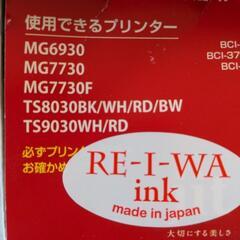 使用できるプリンター
MG6930
MG7730
MG7730F
TS8030BK/WH/RD/BW
TS9030WH/RD
BCI-
BCI-37
BCI-
必ずプリン
お確かめ
RE-I-WA
ink
made in japan
大切にする美しさ